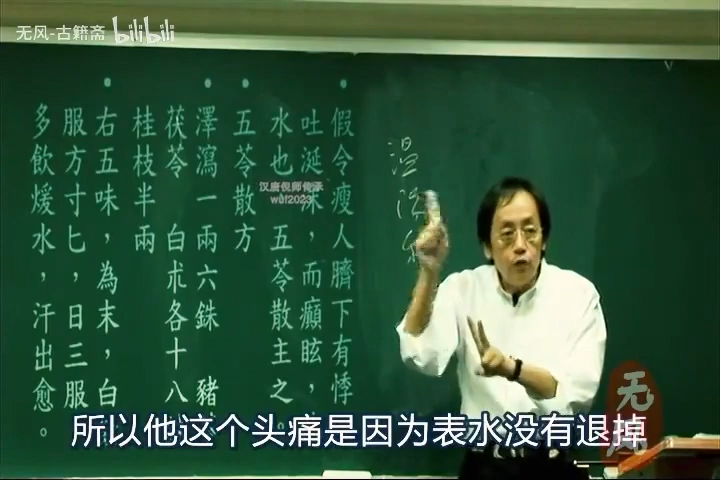 无风-古籍斋 bilibili
假令瘦人臍下有悸
吐涎沫，而癲眩，
水也，五苓散主之
五苓散方
澤瀉一兩六銖 豬
茯苓 白朮各十八
桂枝半兩
右五味，為末，白
服方寸匕，日三服
多飲煖水，汗出愈。
温
汉唐倪师传承
wuf2023
无
所以他这个头痛是因为表水没有退掉